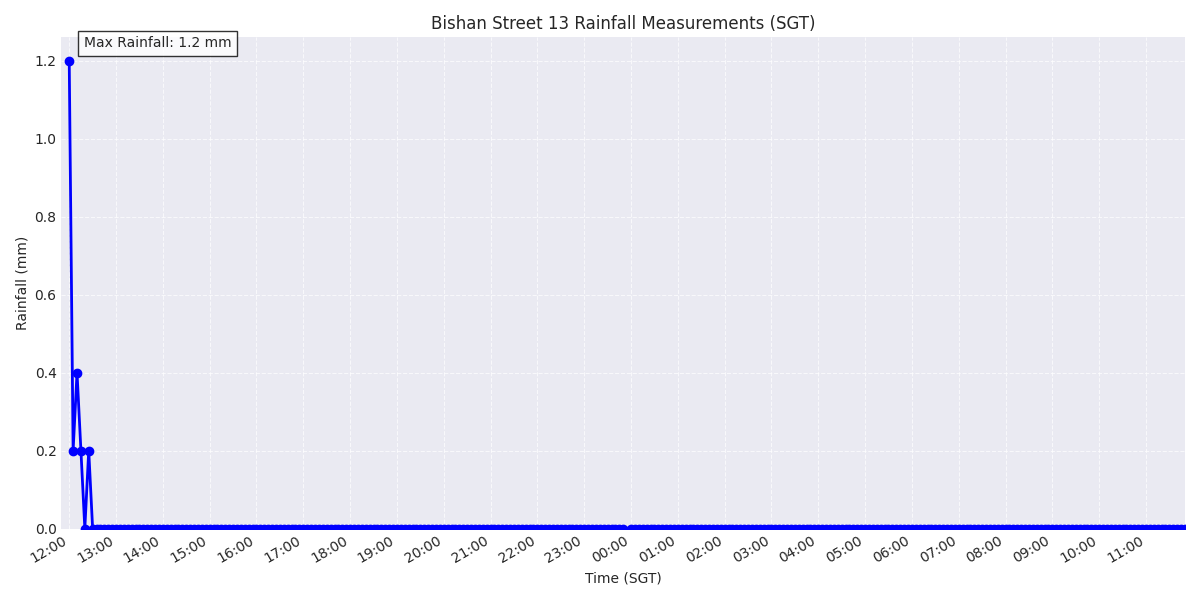 Bishan Street 13 Rainfall Measurements (SGT)
Max Rainfall: 1.2 mm
Rainfall (mm)
1.2
1.0
0.8
0.6
0.4
0.2
0.0
12:00 13:00 14:00 15:00 16:00 17:00 18:00 19:00 20:00 21:00 22:00 23:00 00:00 01:00 02:00 03:00 04:00 05:00 06:00 07:00 08:00 09:00 10:00 11:00
Time (SGT)